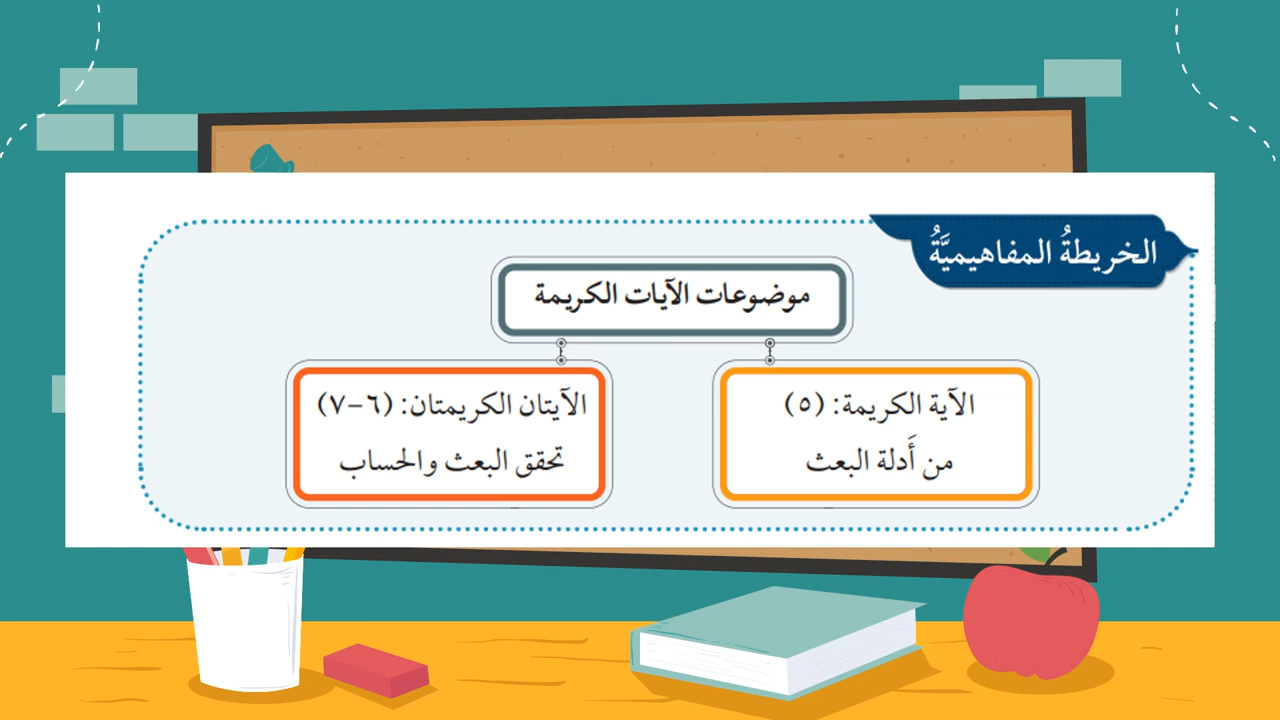 الخريطةُ المفاهيميَّةُ
موضوعات الآيات الكريمة
الآية الكريمة: (٥)
من أَدلة البعث
الآيتان الكريمتان: (٦-٧)
تحقق البعث والحساب